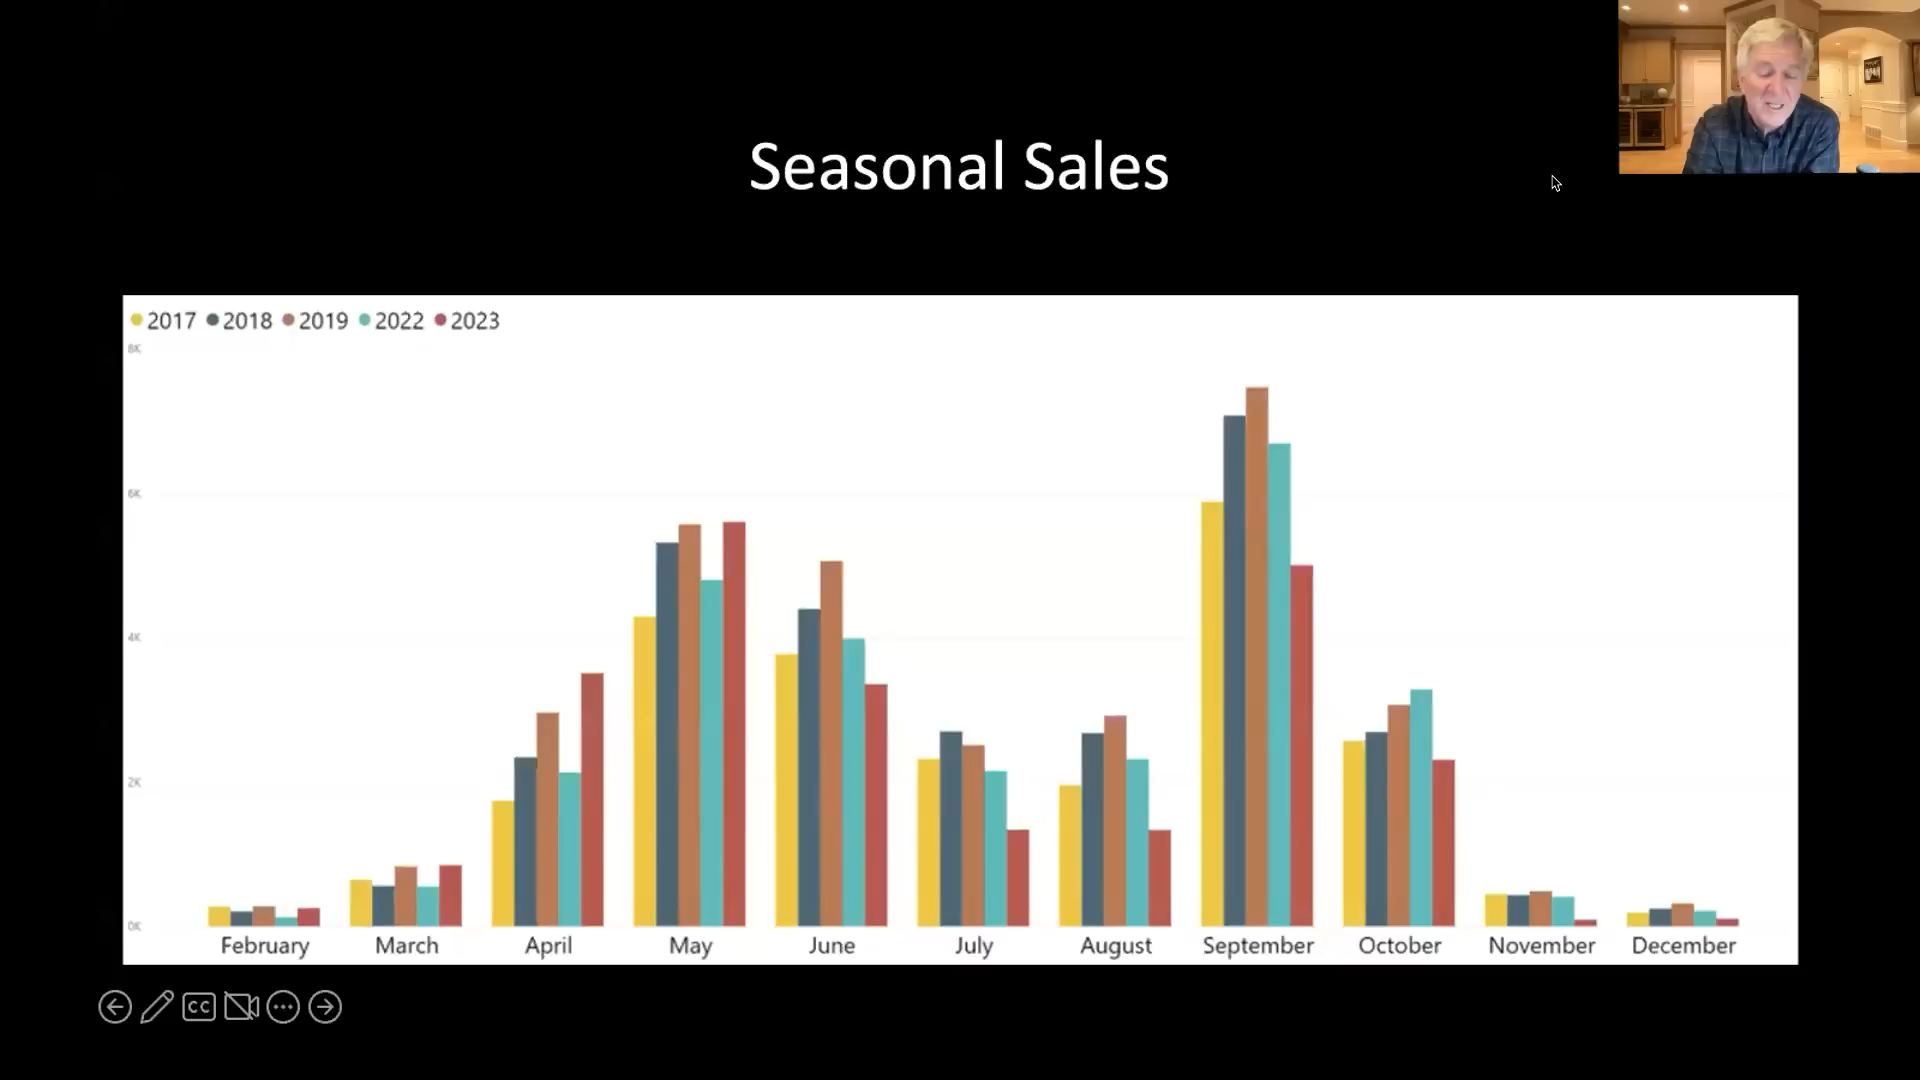 Seasonal Sales
2017 2018 2019 2022 2023
8K
6K
4K
2K
0K
February March April May June July August September October November December
CC